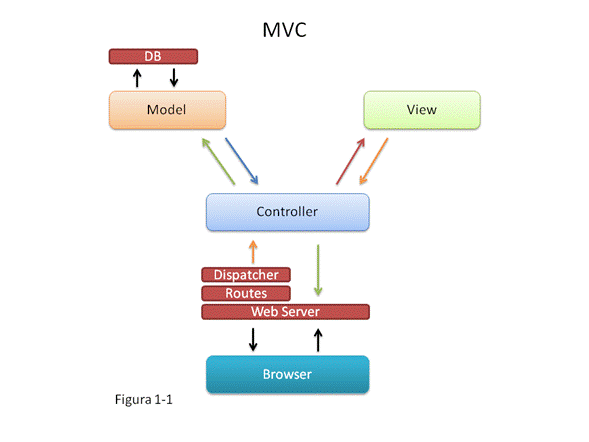 MVC
DB
Model
View
Controller
Dispatcher
Routes
Web Server
Browser
Figura 1-1